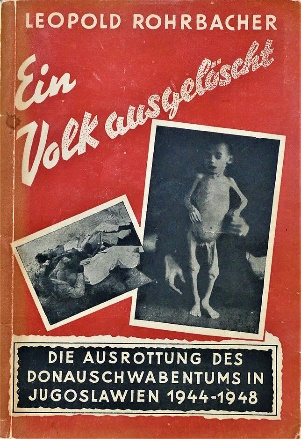 LEOPOLD ROHRBACHER
Ein
Volk ausgelöscht
DIE AUSROTTUNG DES
DONAUSCHWABENTUMS IN
JUGOSLAWIEN 1944-1948